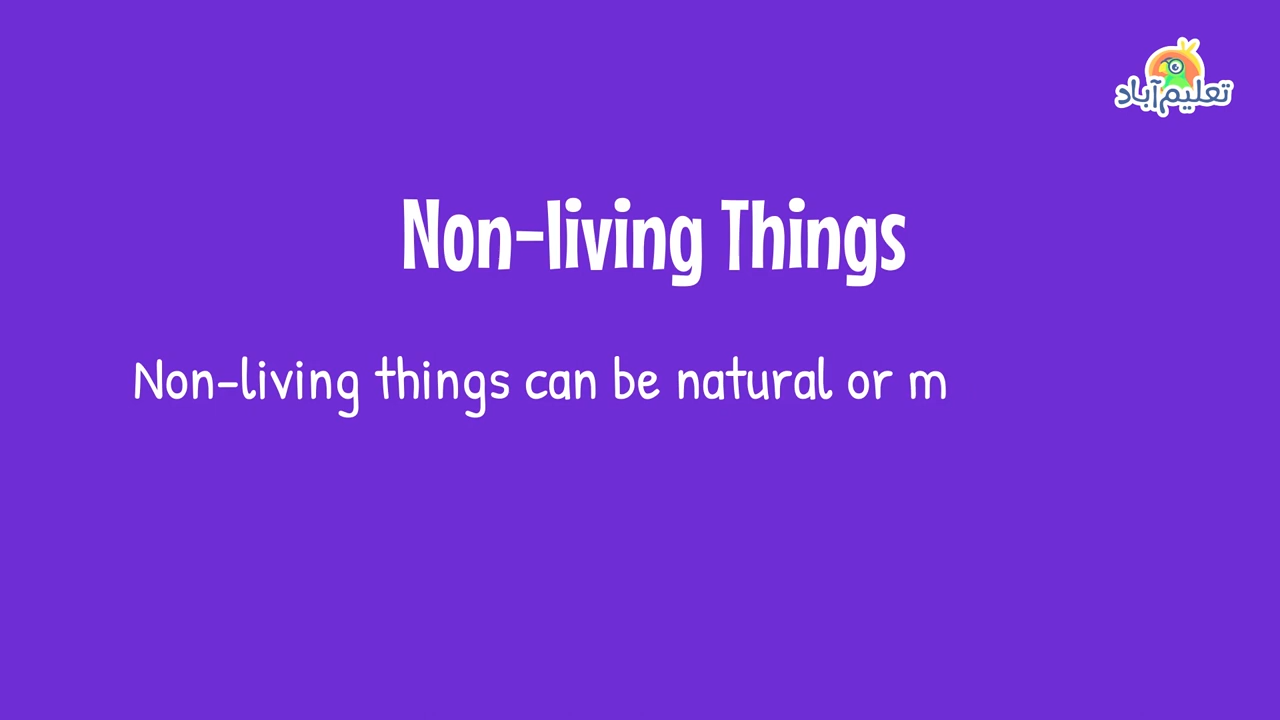 تعلیم آباد
Non-living Things
Non-living things can be natural or m